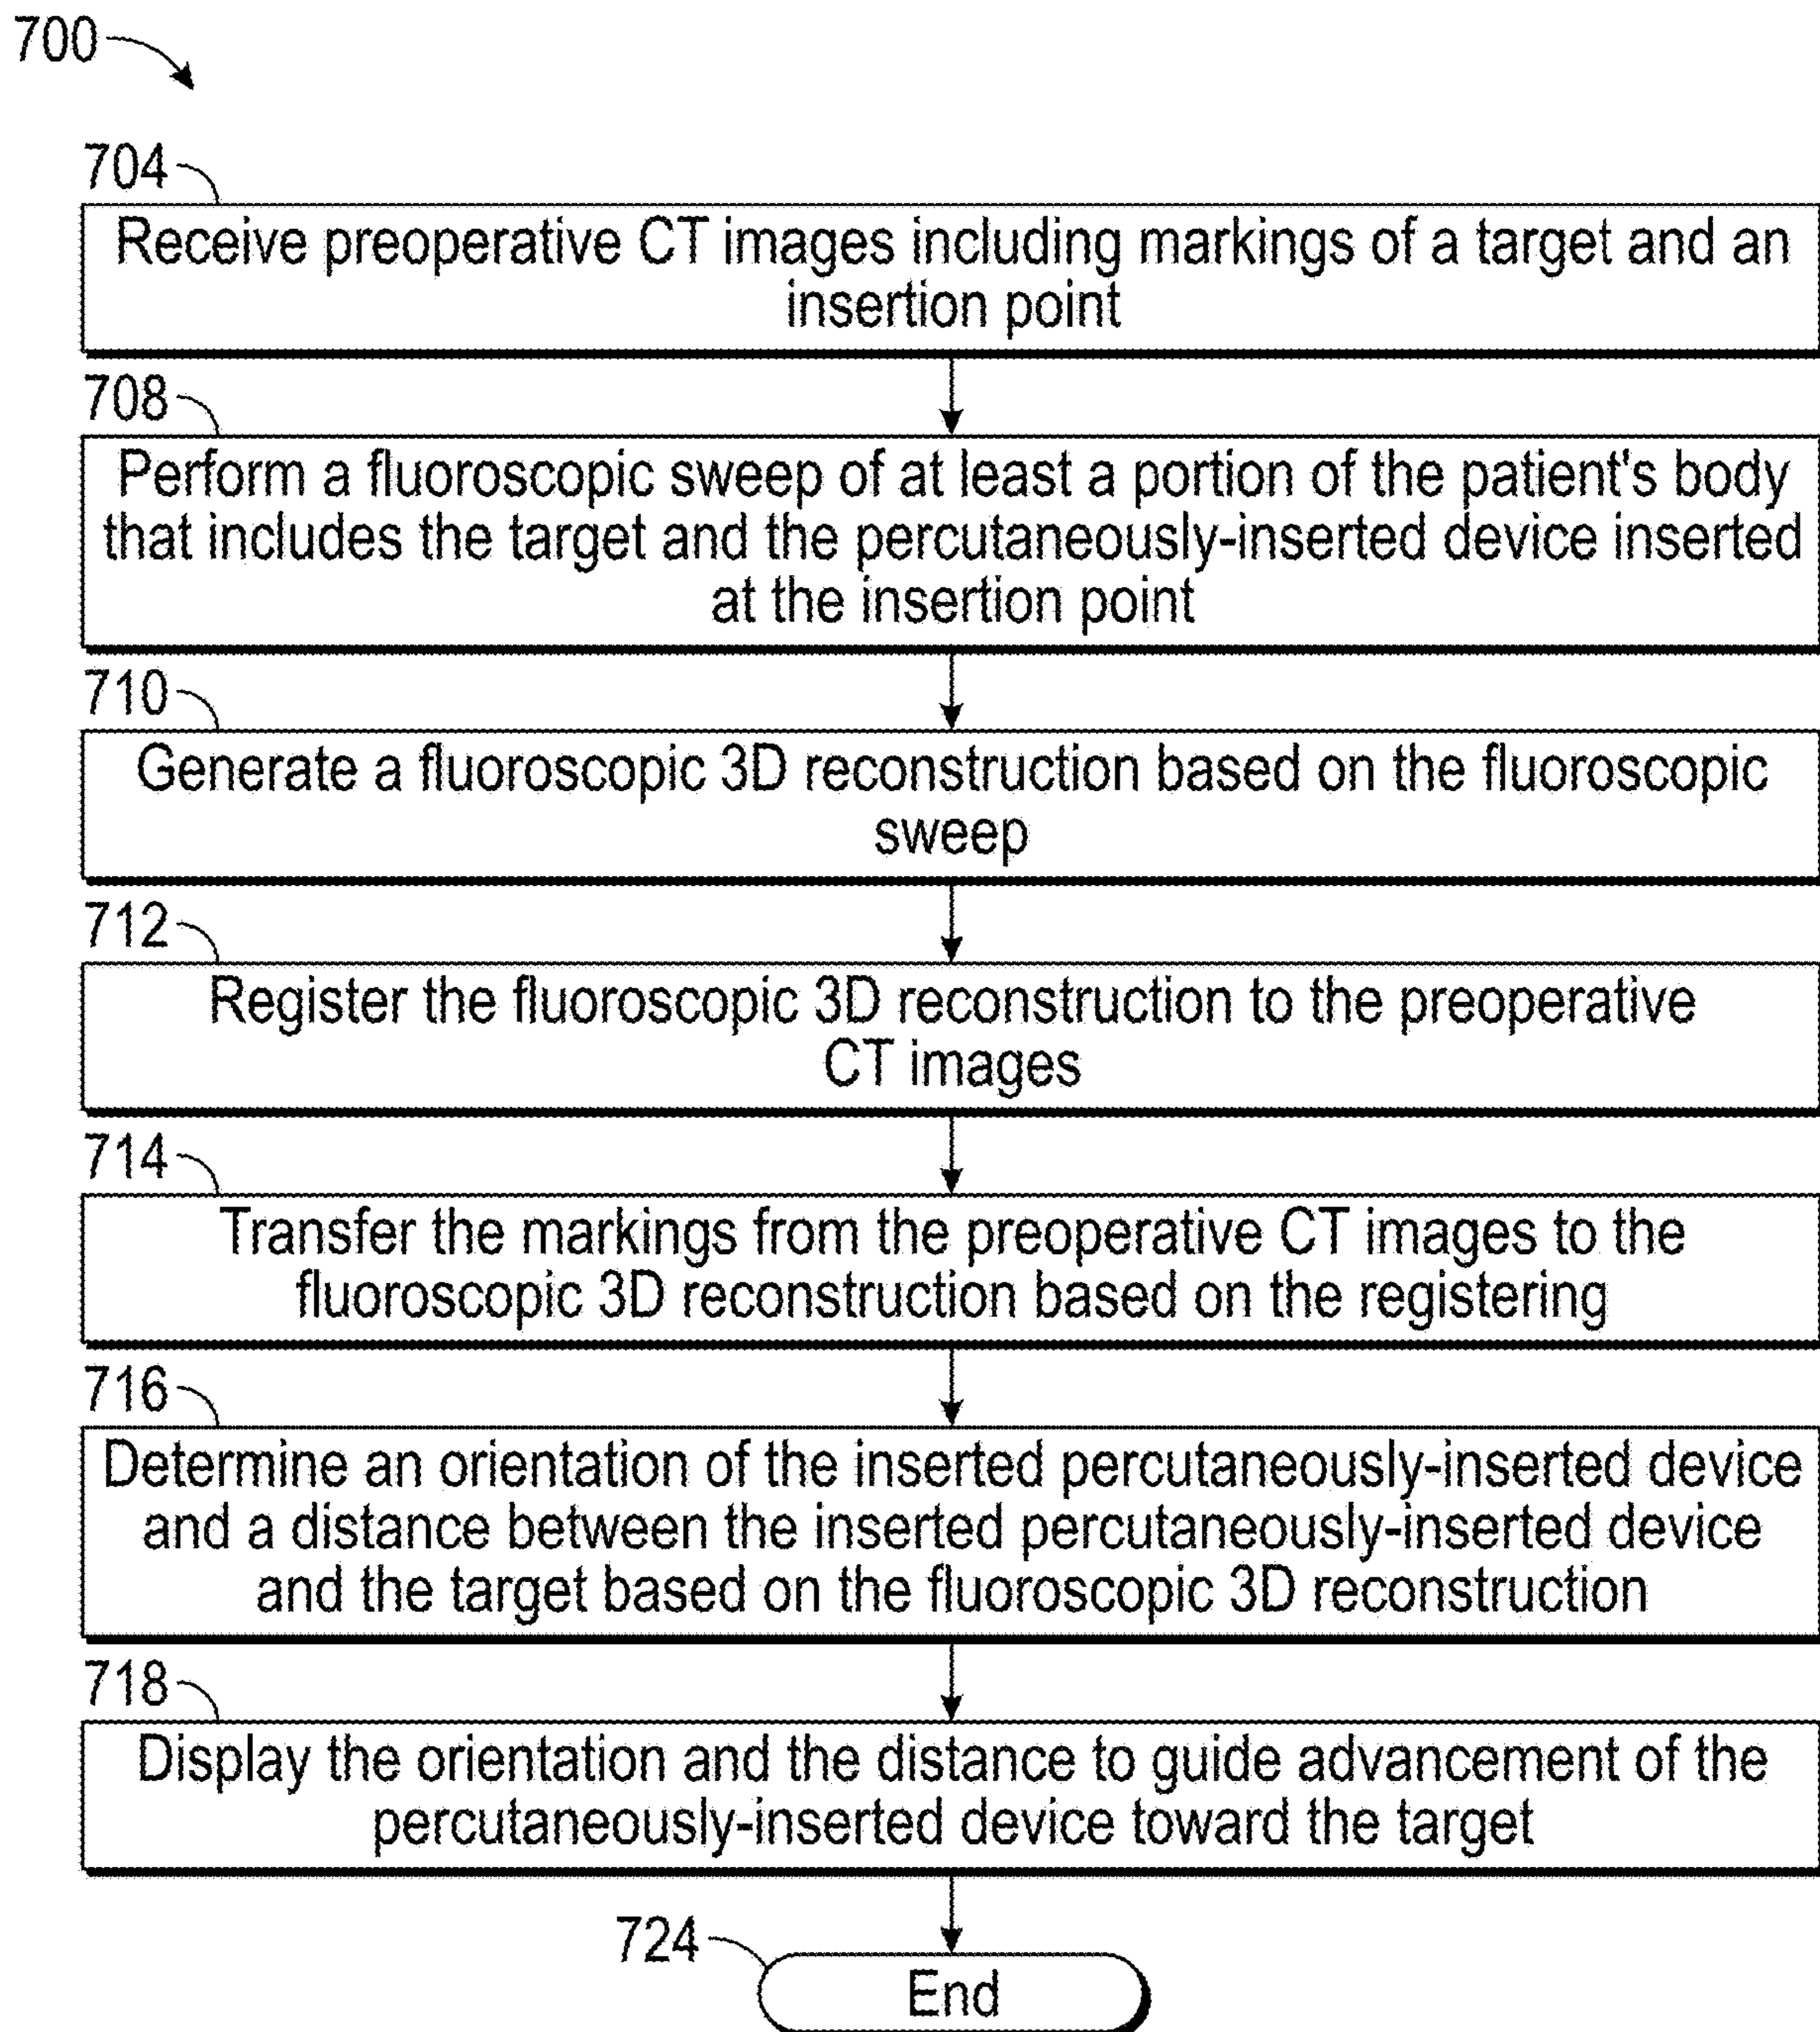 700
704
Receive preoperative CT images including markings of a target and an
insertion point
708
Perform a fluoroscopic sweep of at least a portion of the patient's body
that includes the target and the percutaneously-inserted device inserted
at the insertion point
710
Generate a fluoroscopic 3D reconstruction based on the fluoroscopic
sweep
712
Register the fluoroscopic 3D reconstruction to the preoperative
CT images
714
Transfer the markings from the preoperative CT images to the
fluoroscopic 3D reconstruction based on the registering
716
Determine an orientation of the inserted percutaneously-inserted device
and a distance between the inserted percutaneously-inserted device
and the target based on the fluoroscopic 3D reconstruction
718
Display the orientation and the distance to guide advancement of the
percutaneously-inserted device toward the target
724
End